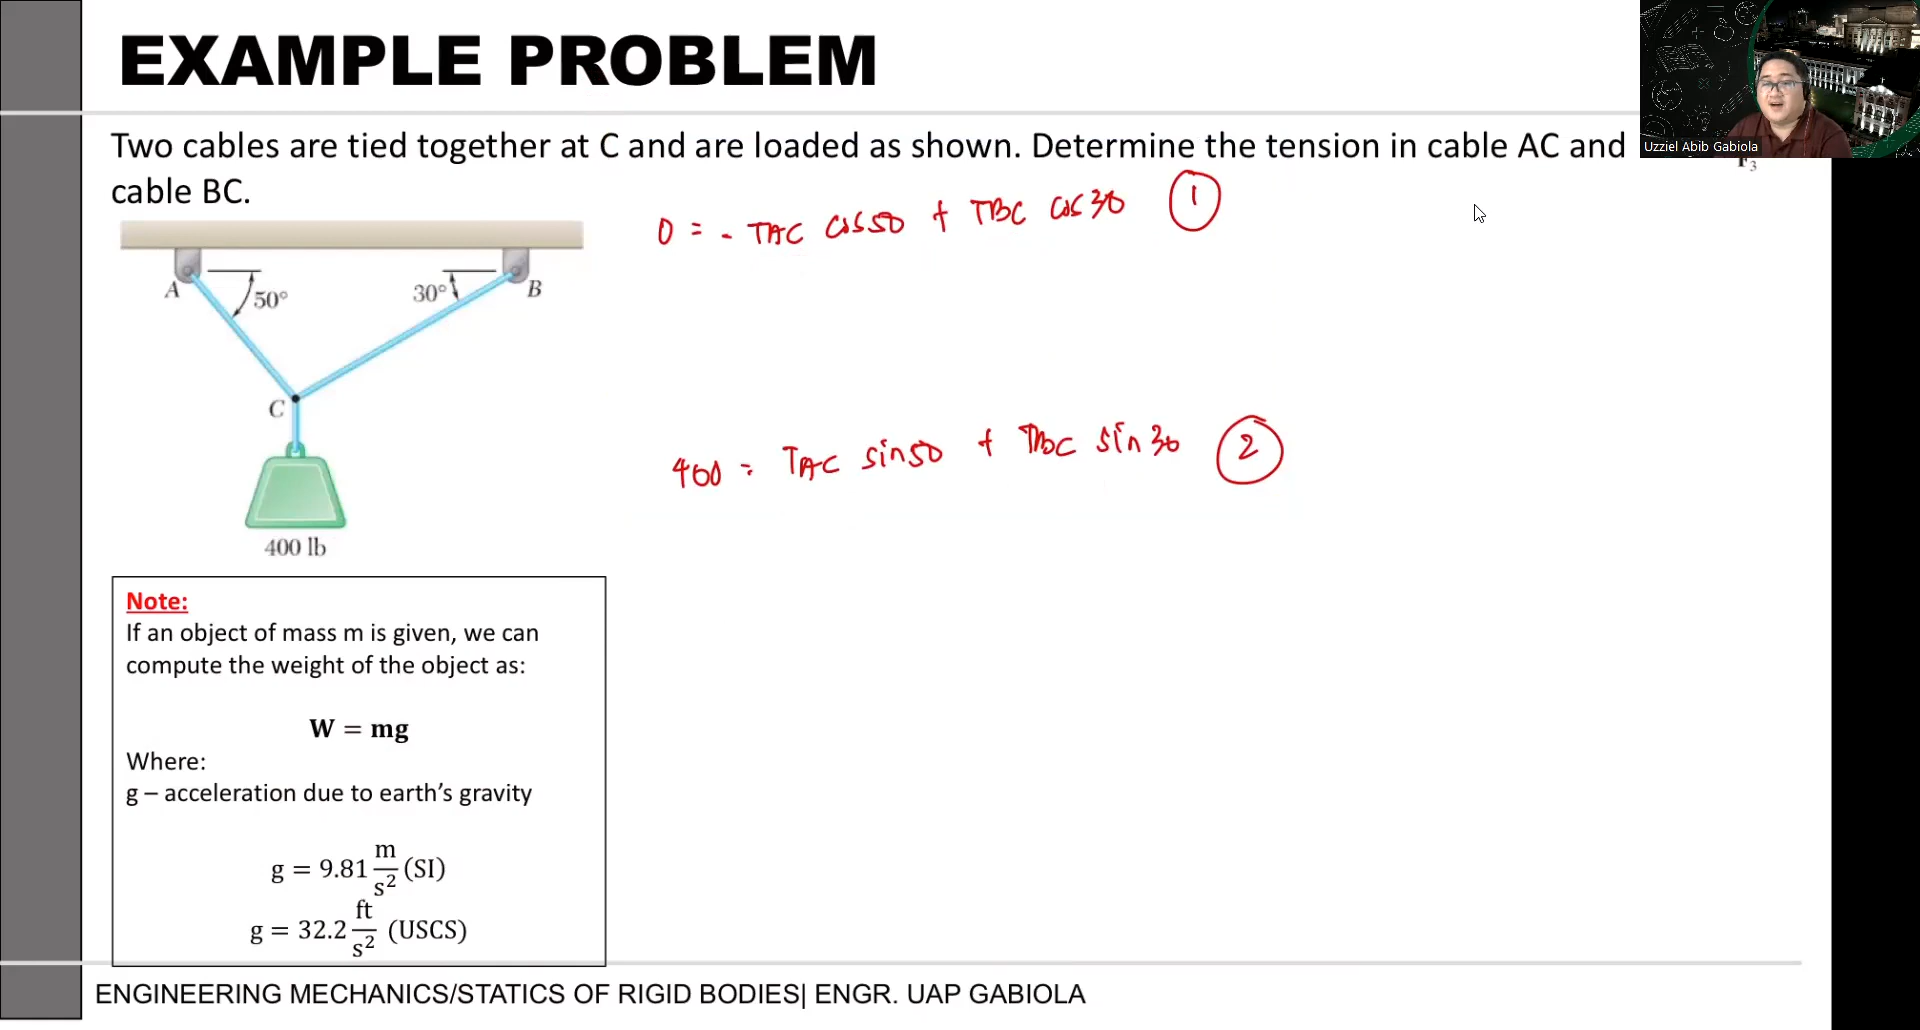 EXAMPLE PROBLEM
Uzziel Abib Gabiola
Two cables are tied together at C and are loaded as shown. Determine the tension in cable AC and
F₃
cable BC.
0 = - TAC cos50 + TBC cos30 1
A
50°
30°
B
C
400 = TAC sin50 + TBC sin30 2
400 lb
Note:
If an object of mass m is given, we can
compute the weight of the object as:
W = mg
Where:
g – acceleration due to earth's gravity
g = 9.81 m/s² (SI)
g = 32.2 ft/s² (USCS)
ENGINEERING MECHANICS/STATICS OF RIGID BODIES| ENGR. UAP GABIOLA